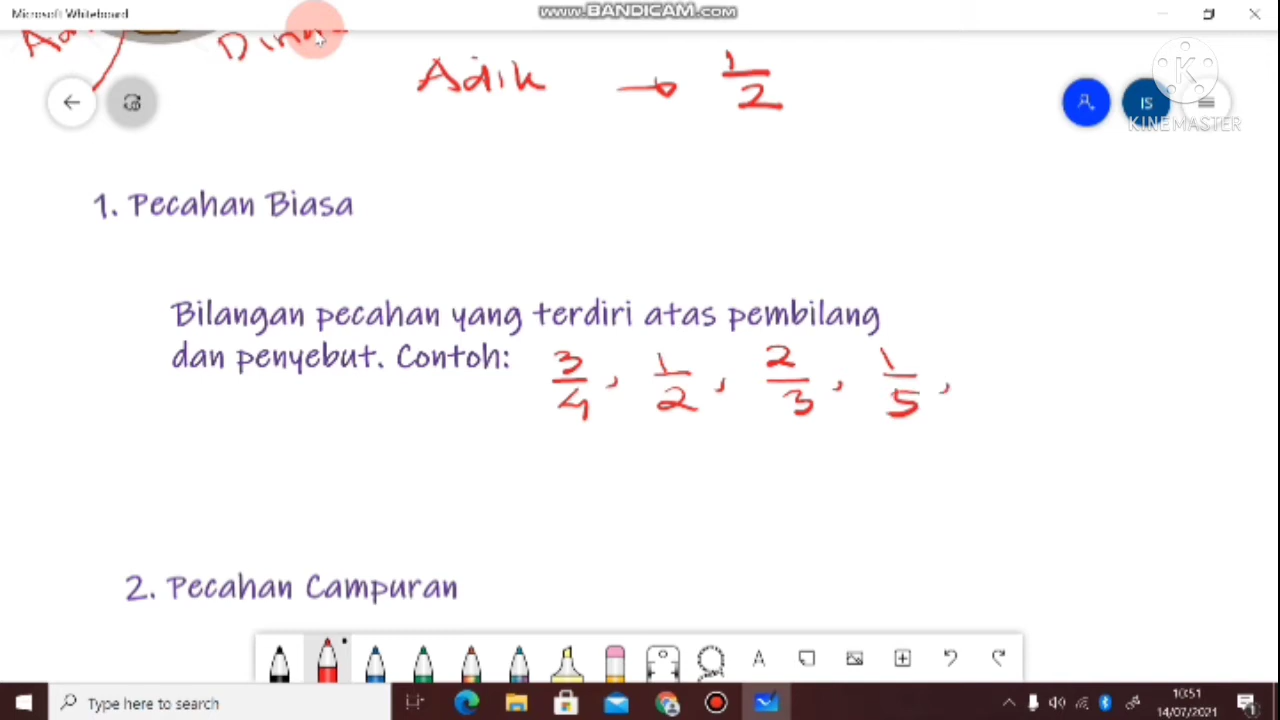 Microsoft Whiteboard
www.BANDICAM.com
Adik → 1/2
IS
KINEMASTER
1. Pecahan Biasa
Bilangan pecahan yang terdiri atas pembilang
dan penyebut. Contoh: 3/4, 1/2, 2/3, 1/5,
2. Pecahan Campuran
Type here to search
10:51
14/07/2021